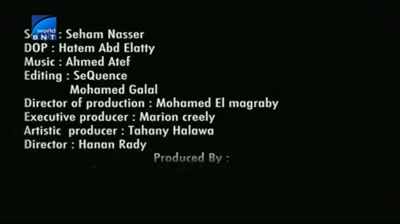 world
BNT
: Seham Nasser
DOP : Hatem Abd Elatty
Music : Ahmed Atef
Editing : SeQuence
Mohamed Galal
Director of production : Mohamed El magraby
Executive producer : Marion creely
Artistic producer : Tahany Halawa
Director : Hanan Rady
Produced By :